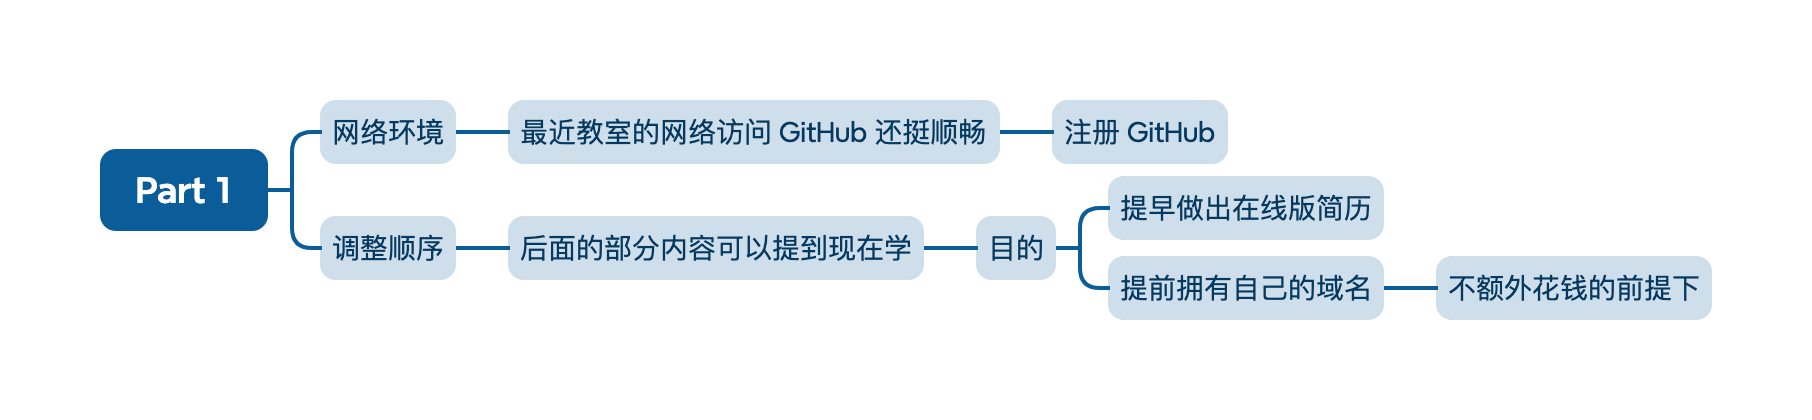 Part 1
网络环境
最近教室的网络访问 GitHub 还挺顺畅
注册 GitHub
调整顺序
后面的部分内容可以提到现在学
目的
提早做出在线版简历
提前拥有自己的域名
不额外花钱的前提下